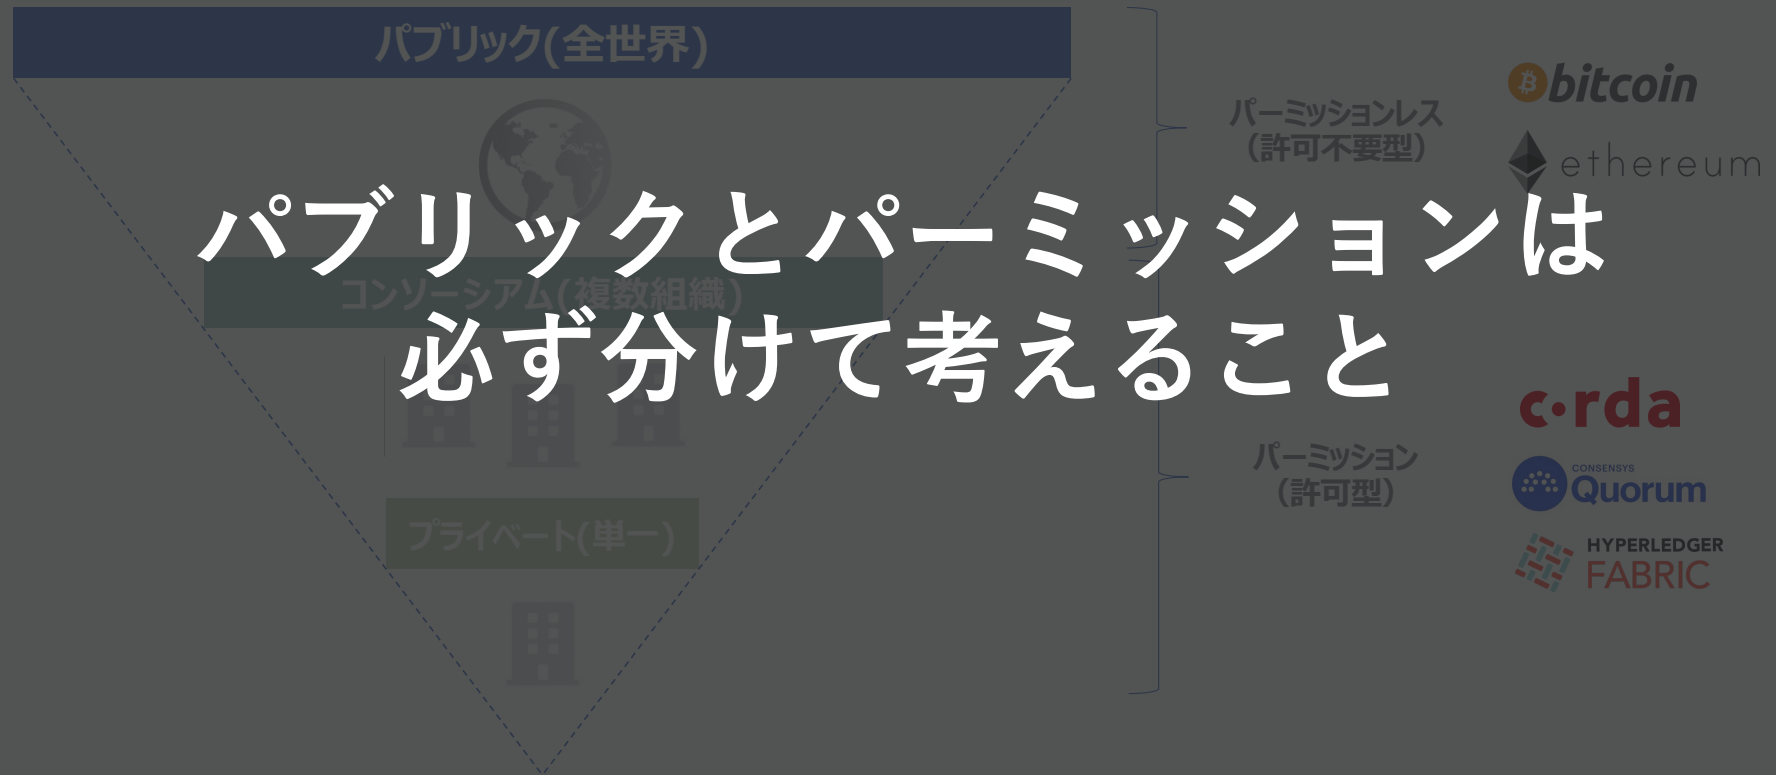 パブリック(全世界)
bitcoin
パーミッションレス
（許可不要型）
ethereum
パブリックとパーミッションは
コンソーシアム(複数組織)
必ず分けて考えること
corda
パーミッション
（許可型）
CONSENSYS
Quorum
プライベート(単一)
HYPERLEDGER
FABRIC